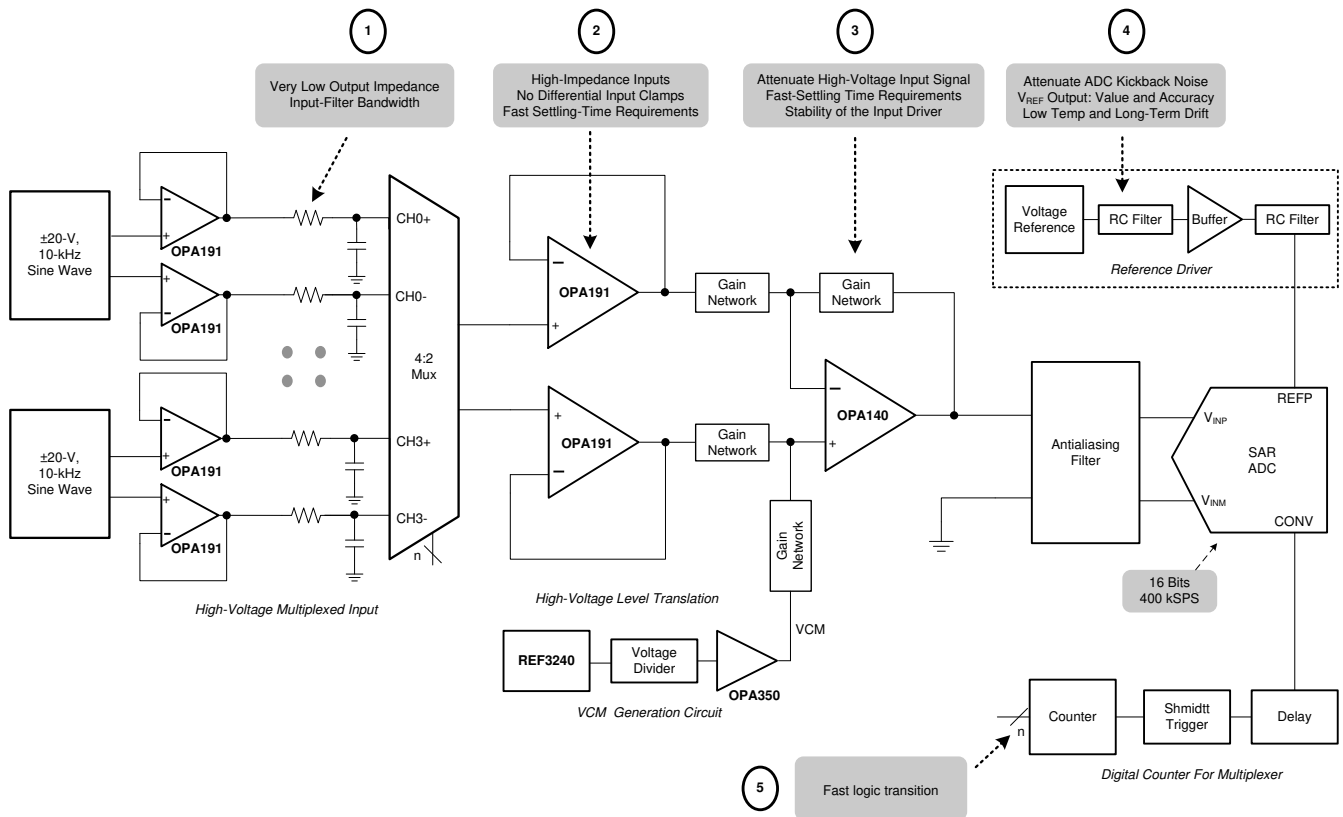 1
Very Low Output Impedance
Input-Filter Bandwidth
2
High-Impedance Inputs
No Differential Input Clamps
Fast Settling-Time Requirements
3
Attenuate High-Voltage Input Signal
Fast-Settling Time Requirements
Stability of the Input Driver
4
Attenuate ADC Kickback Noise
VREF Output: Value and Accuracy
Low Temp and Long-Term Drift
±20-V,
10-kHz
Sine Wave
−
+
OPA191
+
−
OPA191
±20-V,
10-kHz
Sine Wave
−
+
OPA191
+
−
OPA191
CH0+
CH0-
4:2
Mux
CH3+
CH3-
n
High-Voltage Multiplexed Input
−
OPA191
+
+
OPA191
−
High-Voltage Level Translation
Gain
Network
Gain
Network
Gain
Network
Gain
Network
−
OPA140
+
VCM
REF3240
Voltage
Divider
OPA350
VCM Generation Circuit
Voltage
Reference
RC Filter
Buffer
RC Filter
Reference Driver
Antialiasing
Filter
REFP
VINP
SAR
ADC
VINM
CONV
16 Bits
400 kSPS
n
Counter
Shmidtt
Trigger
Delay
Digital Counter For Multiplexer
5
Fast logic transition